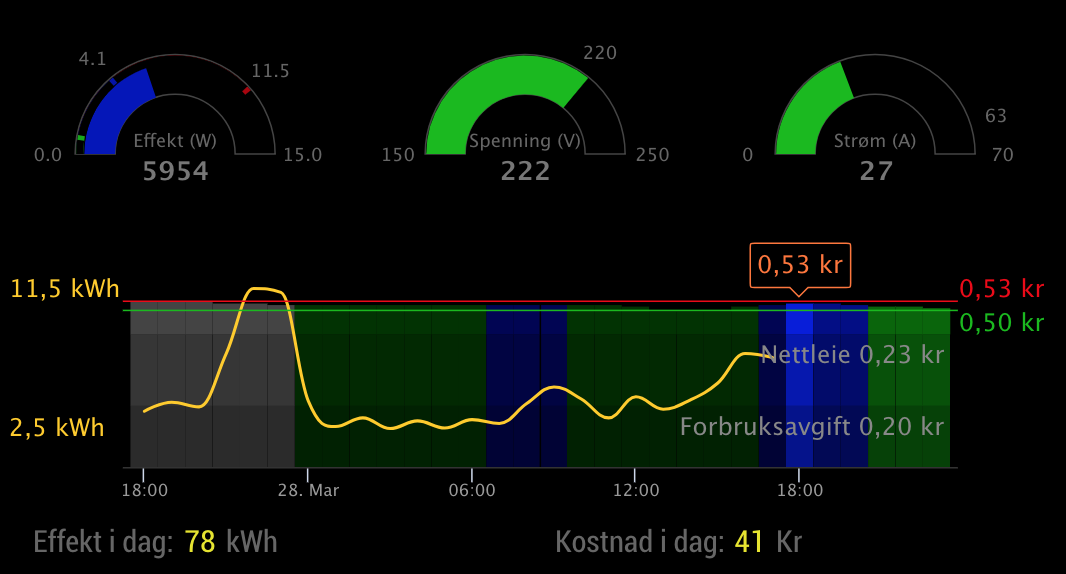 4.1
11.5
0.0
Effekt (W)
15.0
5954
220
150
Spenning (V)
250
222
63
0
Strøm (A)
70
27
0,53 kr
11,5 kWh
0,53 kr
0,50 kr
Nettleie 0,23 kr
2,5 kWh
Forbruksavgift 0,20 kr
18:00 28. Mar 06:00 12:00 18:00
Effekt i dag: 78 kWh
Kostnad i dag: 41 Kr